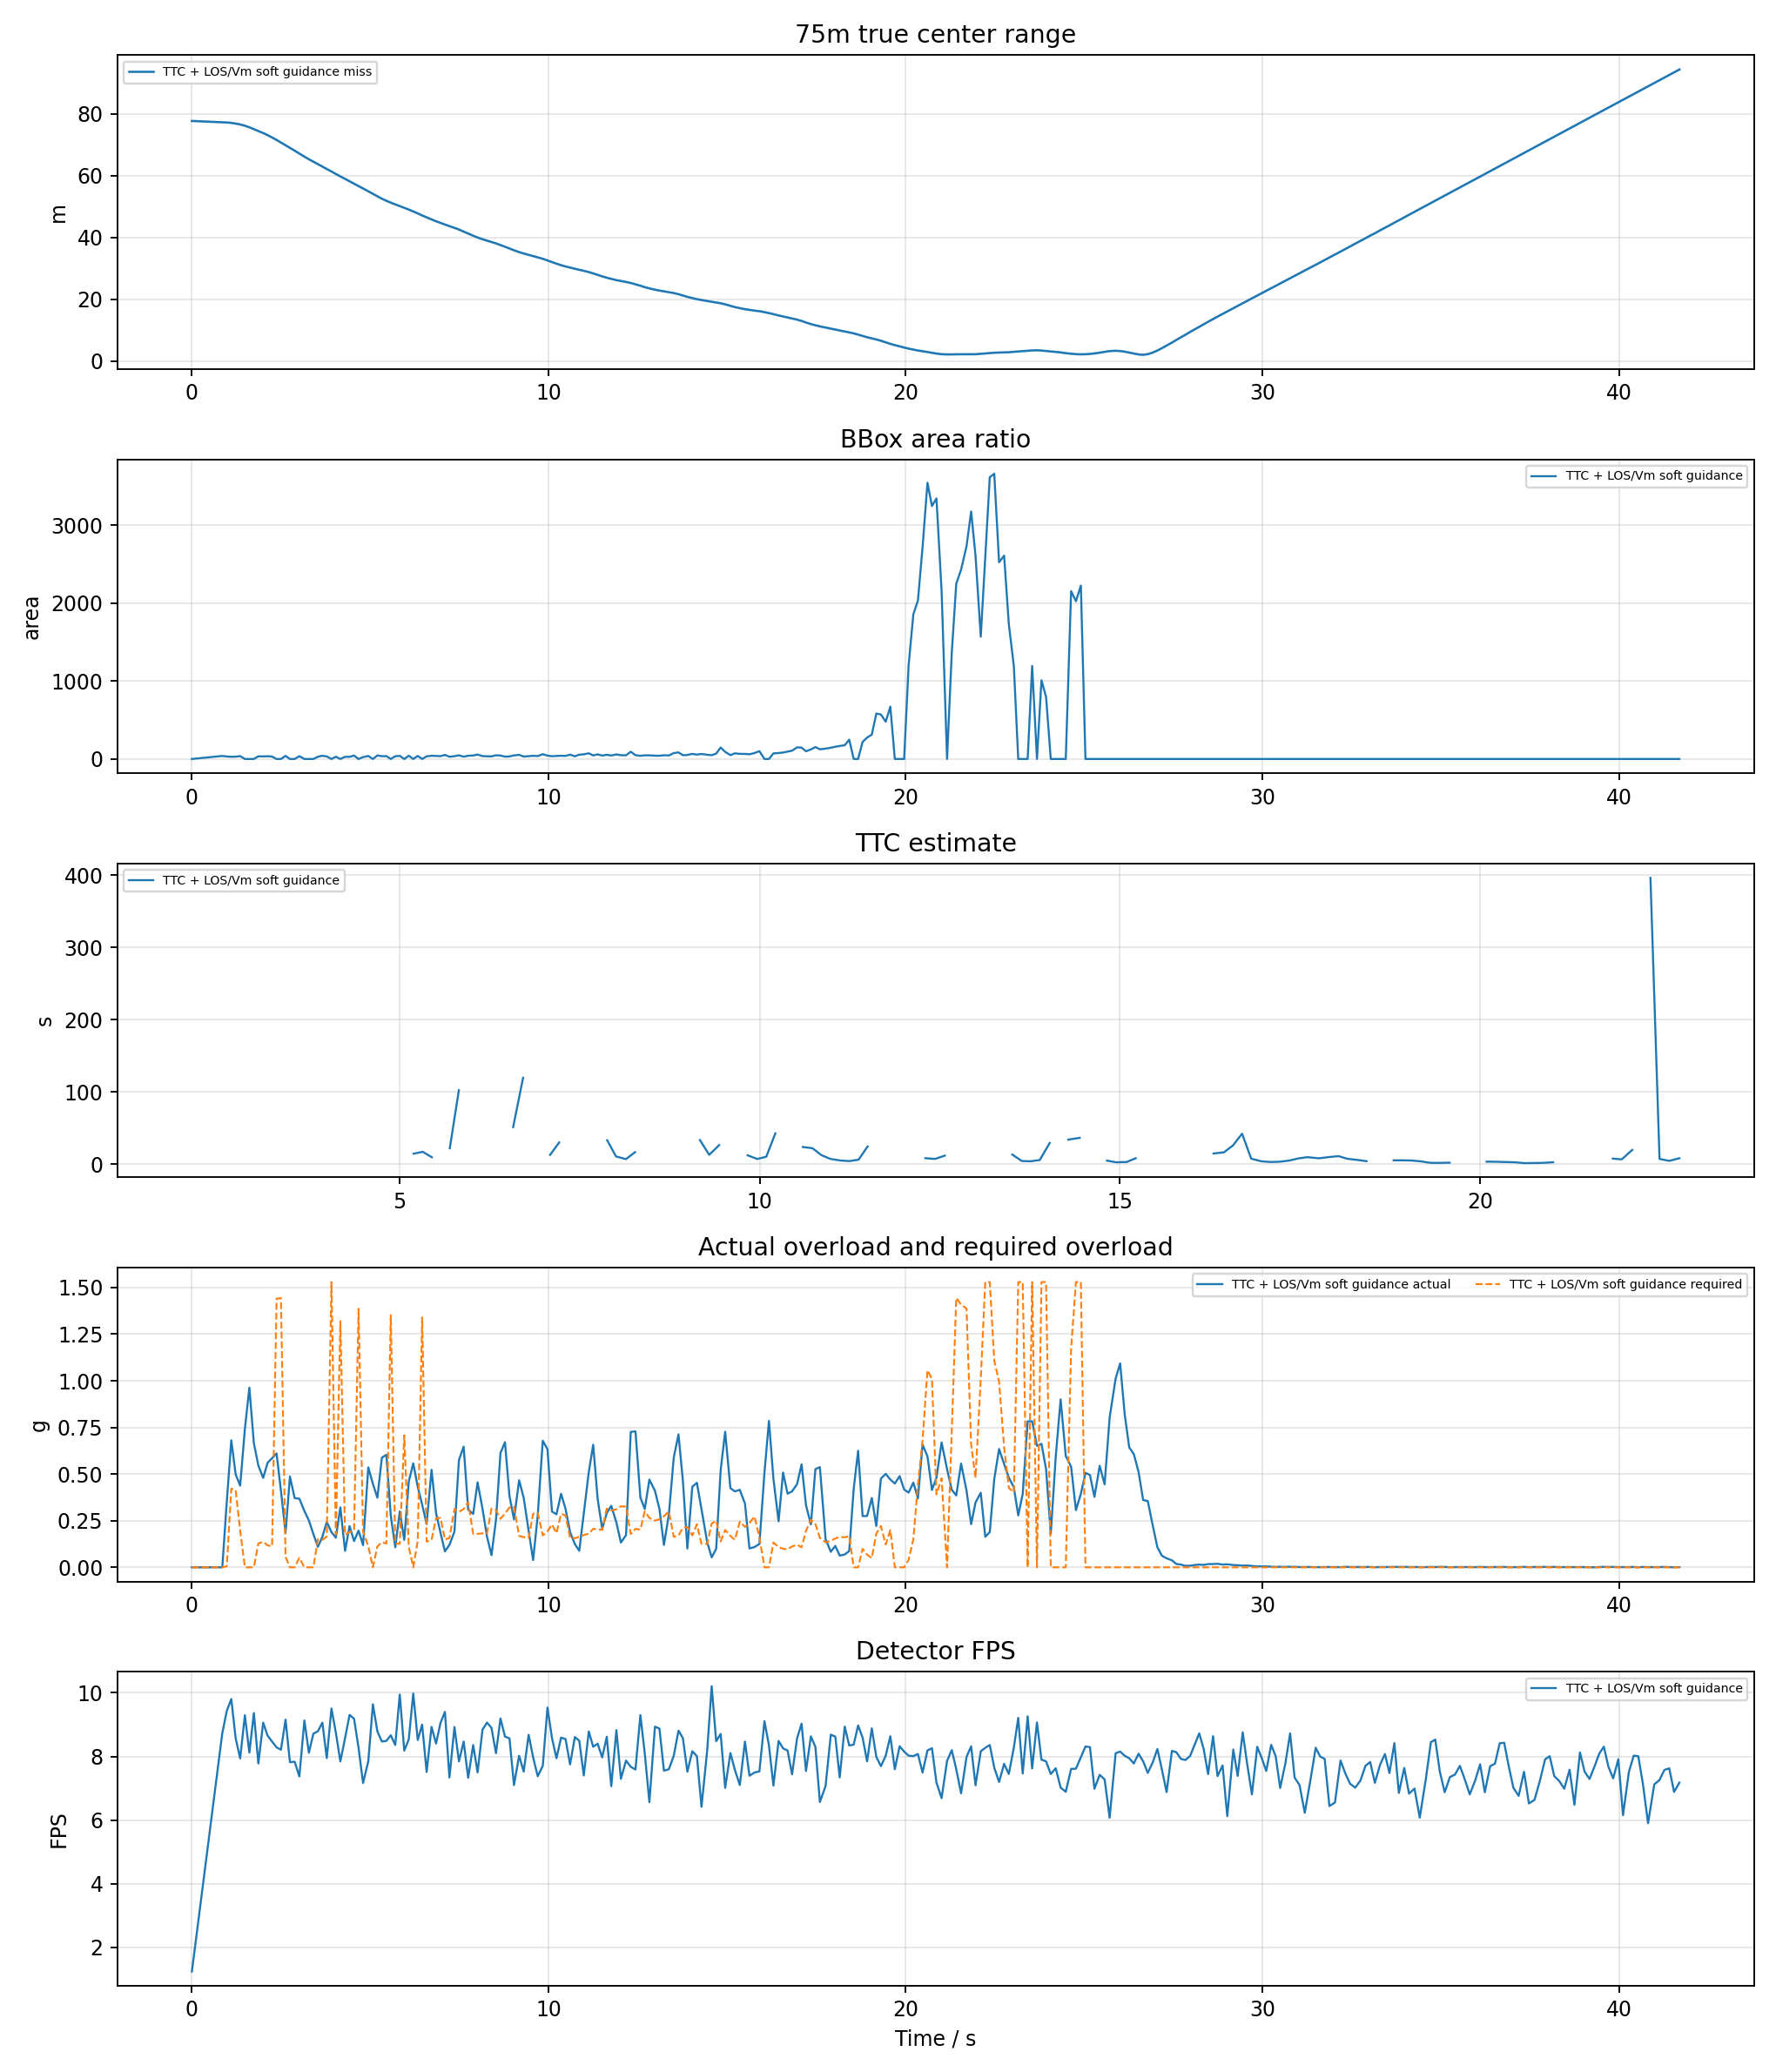 75m true center range
TTC + LOS/Vm soft guidance miss
m
80
60
40
20
0
0 10 20 30 40
BBox area ratio
TTC + LOS/Vm soft guidance
area
3000
2000
1000
0
0 10 20 30 40
TTC estimate
TTC + LOS/Vm soft guidance
s
400
300
200
100
0
5 10 15 20
Actual overload and required overload
TTC + LOS/Vm soft guidance actual TTC + LOS/Vm soft guidance required
g
1.50
1.25
1.00
0.75
0.50
0.25
0.00
0 10 20 30 40
Detector FPS
TTC + LOS/Vm soft guidance
FPS
10
8
6
4
2
0 10 20 30 40
Time / s